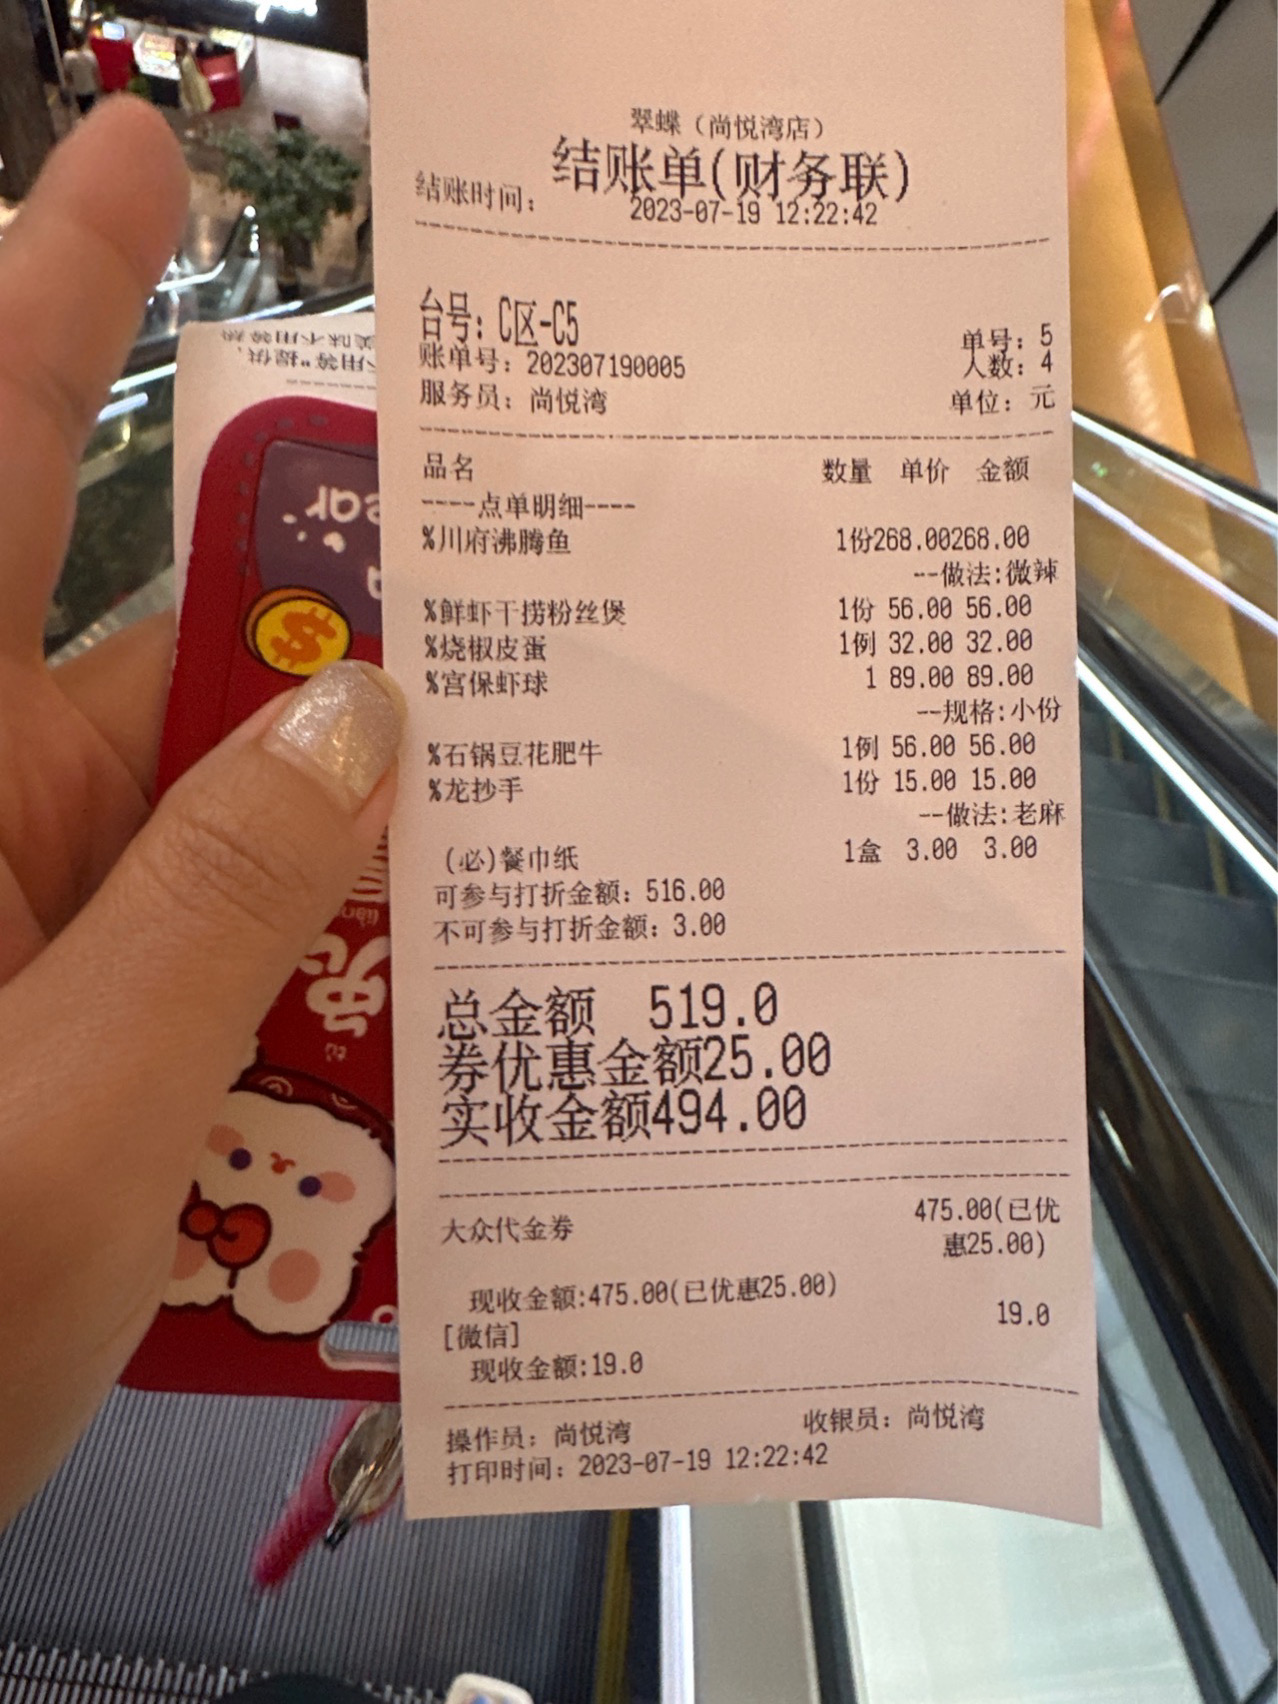 翠蝶（尚悦湾店）
结账单(财务联)
结账时间： 2023-07-19 12:22:42
台号：C区-C5 单号：5
账单号：202307190005 人数：4
服务员：尚悦湾 单位：元
品名 数量 单价 金额
----点单明细----
%川府沸腾鱼 1份268.00268.00
--做法:微辣
%鲜虾干捞粉丝煲 1份 56.00 56.00
%烧椒皮蛋 1例 32.00 32.00
%宫保虾球 1 89.00 89.00
--规格:小份
%石锅豆花肥牛 1例 56.00 56.00
%龙抄手 1份 15.00 15.00
--做法:老麻
(必)餐巾纸 1盒 3.00 3.00
可参与打折金额：516.00
不可参与打折金额：3.00
总金额 519.0
券优惠金额25.00
实收金额494.00
大众代金券 475.00(已优
惠25.00)
现收金额:475.00(已优惠25.00)
[微信] 19.0
现收金额:19.0
操作员：尚悦湾 收银员：尚悦湾
打印时间：2023-07-19 12:22:42